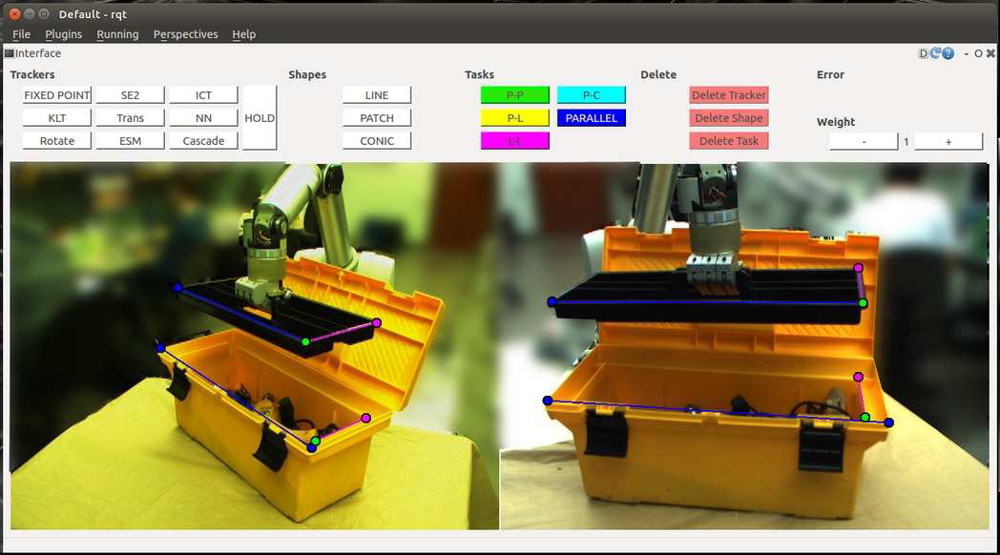 Default - rqt
File Plugins Running Perspectives Help
Interface D ? - O
Trackers Shapes Tasks Delete Error
FIXED POINT SE2 ICT HOLD LINE P-P P-C Delete Tracker
KLT Trans NN PATCH P-L PARALLEL Delete Shape Weight
Rotate ESM Cascade CONIC L-L Delete Task - 1 +